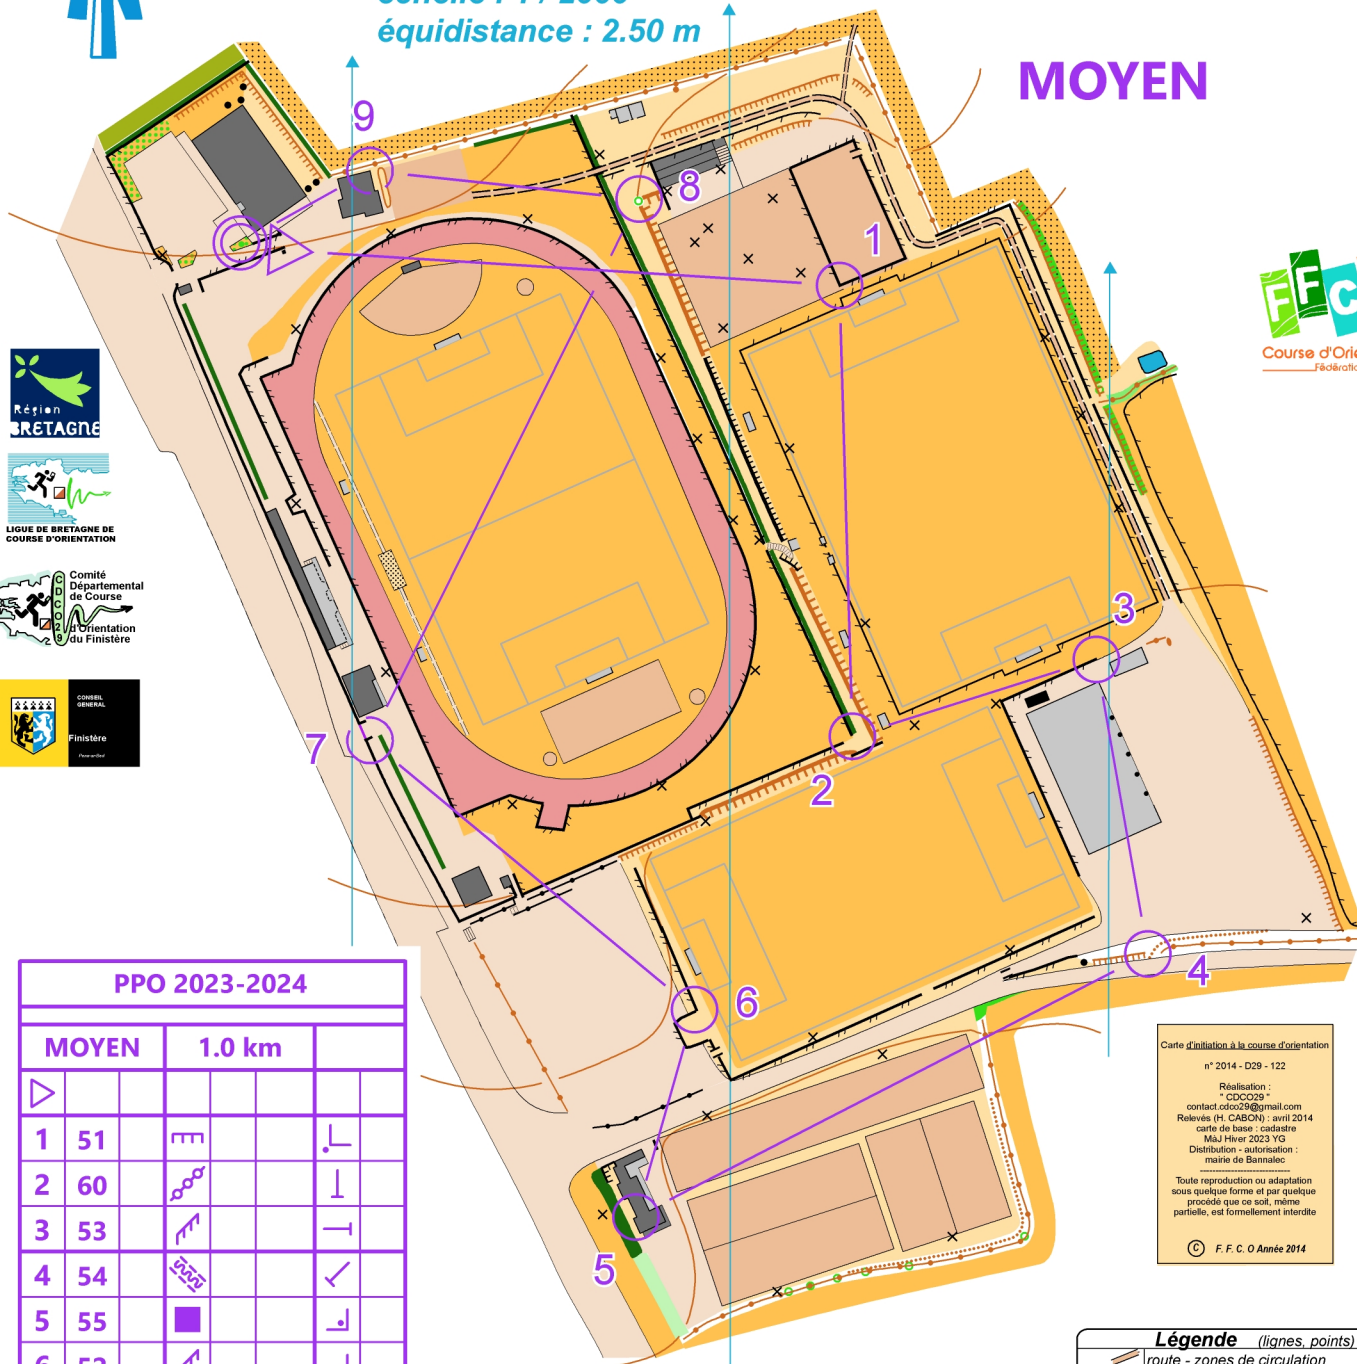 équidistance : 2.50 m
MOYEN
9
8
1
3
7
2
6
4
5
FFC
Course d'Orie
Région
BRETAGNE
LIGUE DE BRETAGNE DE
COURSE D'ORIENTATION
CDCO29
Comité
Départemental
de Course
d'Orientation
du Finistère
CONSEIL
GENERAL
Finistère
PPO 2023-2024
MOYEN 1.0 km
1 51
2 60
3 53
4 54
5 55
Carte d'initiation à la course d'orientation
n° 2014 - D29 - 122
Réalisation :
" CDCO29 "
contact.cdco29@gmail.com
Relevés (H. CABON) : avril 2014
carte de base : cadastre
MàJ Hiver 2023 YG
Distribution - autorisation :
mairie de Bannalec
Toute reproduction ou adaptation
sous quelque forme et par quelque
procédé que ce soit, même
partielle, est formellement interdite
C F. F. C. O Année 2014
Légende (lignes, points)
route - zones de circulation